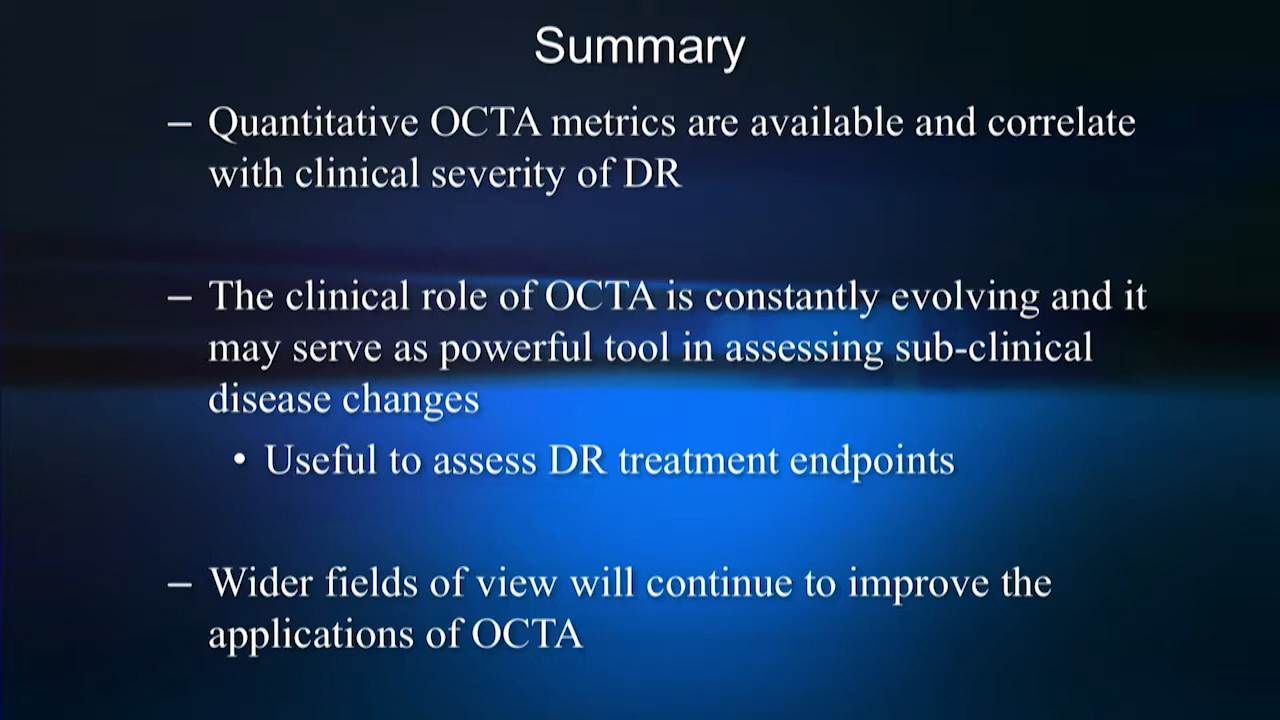 Summary
– Quantitative OCTA metrics are available and correlate
with clinical severity of DR
– The clinical role of OCTA is constantly evolving and it
may serve as powerful tool in assessing sub-clinical
disease changes
• Useful to assess DR treatment endpoints
– Wider fields of view will continue to improve the
applications of OCTA